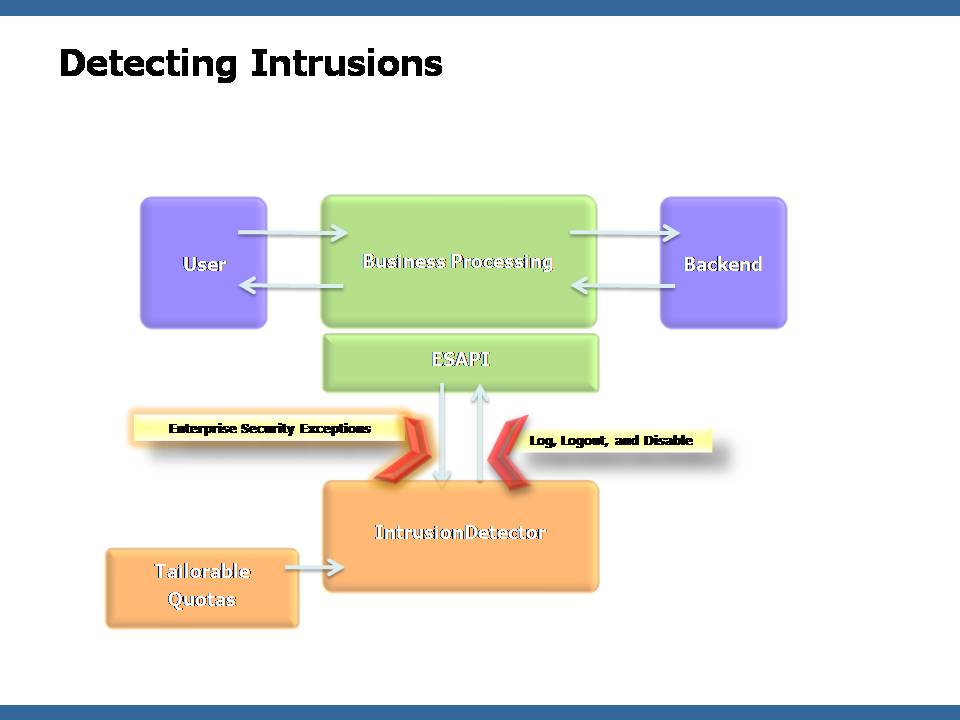 Detecting Intrusions
User
Business Processing
Backend
ESAPI
Enterprise Security Exceptions
Log, Logout, and Disable
IntrusionDetector
Tailorable
Quotas